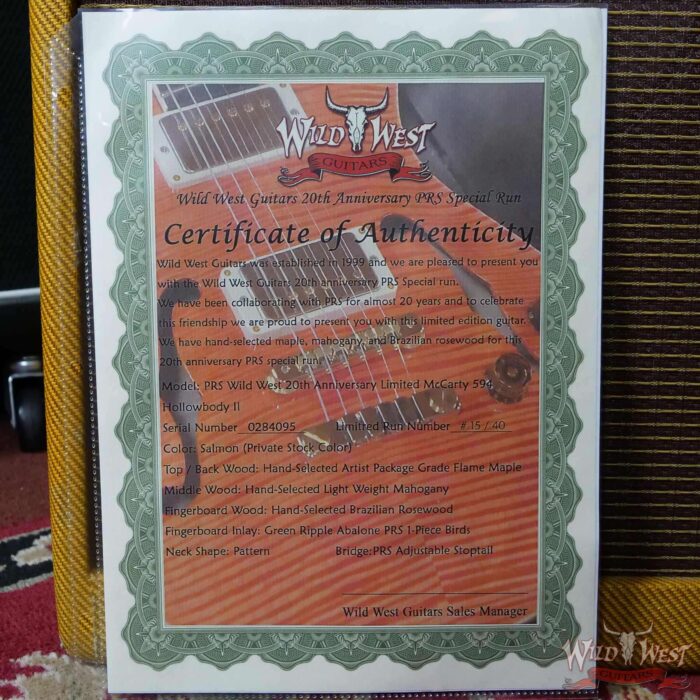 WILD WEST
GUITARS
Wild West Guitars 20th Anniversary PRS Special Run
Certificate of Authenticity
Wild West Guitars was established in 1999 and we are pleased to present you
with the Wild West Guitars 20th anniversary PRS Special run.
We have been collaborating with PRS for almost 20 years and to celebrate
this friendship we are proud to present you with this limited edition guitar.
We have hand-selected maple, mahogany, and Brazilian rosewood for this
20th anniversary PRS special run.
Model: PRS Wild West 20th Anniversary Limited McCarty 594
Hollowbody II
Serial Number 0284095 Limitred Run Number # 15 / 40
Color: Salmon (Private Stock Color)
Top / Back Wood: Hand-Selected Artist Package Grade Flame Maple
Middle Wood: Hand-Selected Light Weight Mahogany
Fingerboard Wood: Hand-Selected Brazilian Rosewood
Fingerboard Inlay: Green Ripple Abalone PRS 1-Piece Birds
Neck Shape: Pattern Bridge:PRS Adjustable Stoptail
Wild West Guitars Sales Manager
WILD WEST
GUITARS